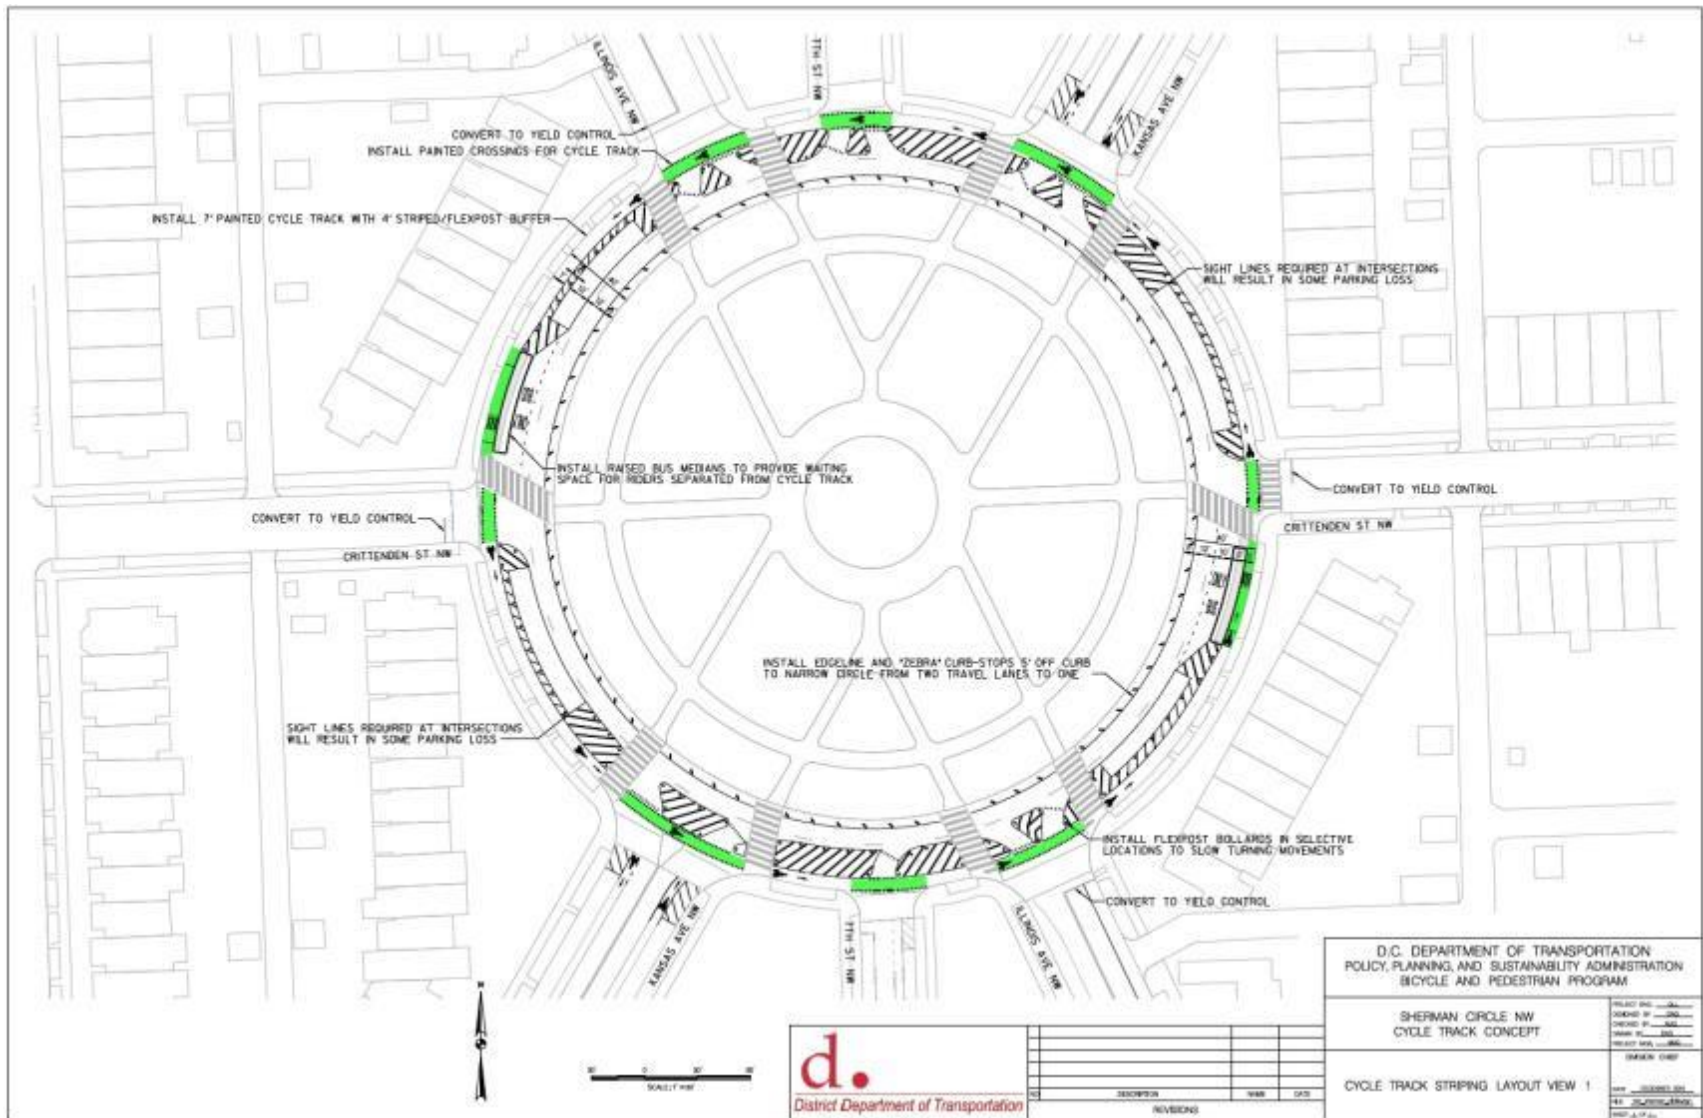 ILLINOIS AVE NW
7TH ST NW
KANSAS AVE NW
CONVERT TO YIELD CONTROL
INSTALL PAINTED CROSSINGS FOR CYCLE TRACK
INSTALL 7' PAINTED CYCLE TRACK WITH 4' STRIPED/FLEXPOST BUFFER
SIGHT LINES REQUIRED AT INTERSECTIONS
WILL RESULT IN SOME PARKING LOSS
INSTALL RAISED BUS MEDIANS TO PROVIDE WAITING
SPACE FOR RIDERS SEPARATED FROM CYCLE TRACK
CONVERT TO YIELD CONTROL
CONVERT TO YIELD CONTROL
CRITTENDEN ST NW
CRITTENDEN ST NW
INSTALL EDGELINE AND "ZEBRA" CURB-STOPS 5' OFF CURB
TO NARROW CIRCLE FROM TWO TRAVEL LANES TO ONE
SIGHT LINES REQUIRED AT INTERSECTIONS
WILL RESULT IN SOME PARKING LOSS
INSTALL FLEXPOST BOLLARDS IN SELECTIVE
LOCATIONS TO SLOW TURNING MOVEMENTS
CONVERT TO YIELD CONTROL
KANSAS AVE NW
7TH ST NW
ILLINOIS AVE NW
N
d.
District Department of Transportation
NO DESCRIPTION NAME DATE
REVISIONS
D.C. DEPARTMENT OF TRANSPORTATION
POLICY, PLANNING, AND SUSTAINABILITY ADMINISTRATION
BICYCLE AND PEDESTRIAN PROGRAM
SHERMAN CIRCLE NW
CYCLE TRACK CONCEPT
CYCLE TRACK STRIPING LAYOUT VIEW 1
DIVISION CHIEF